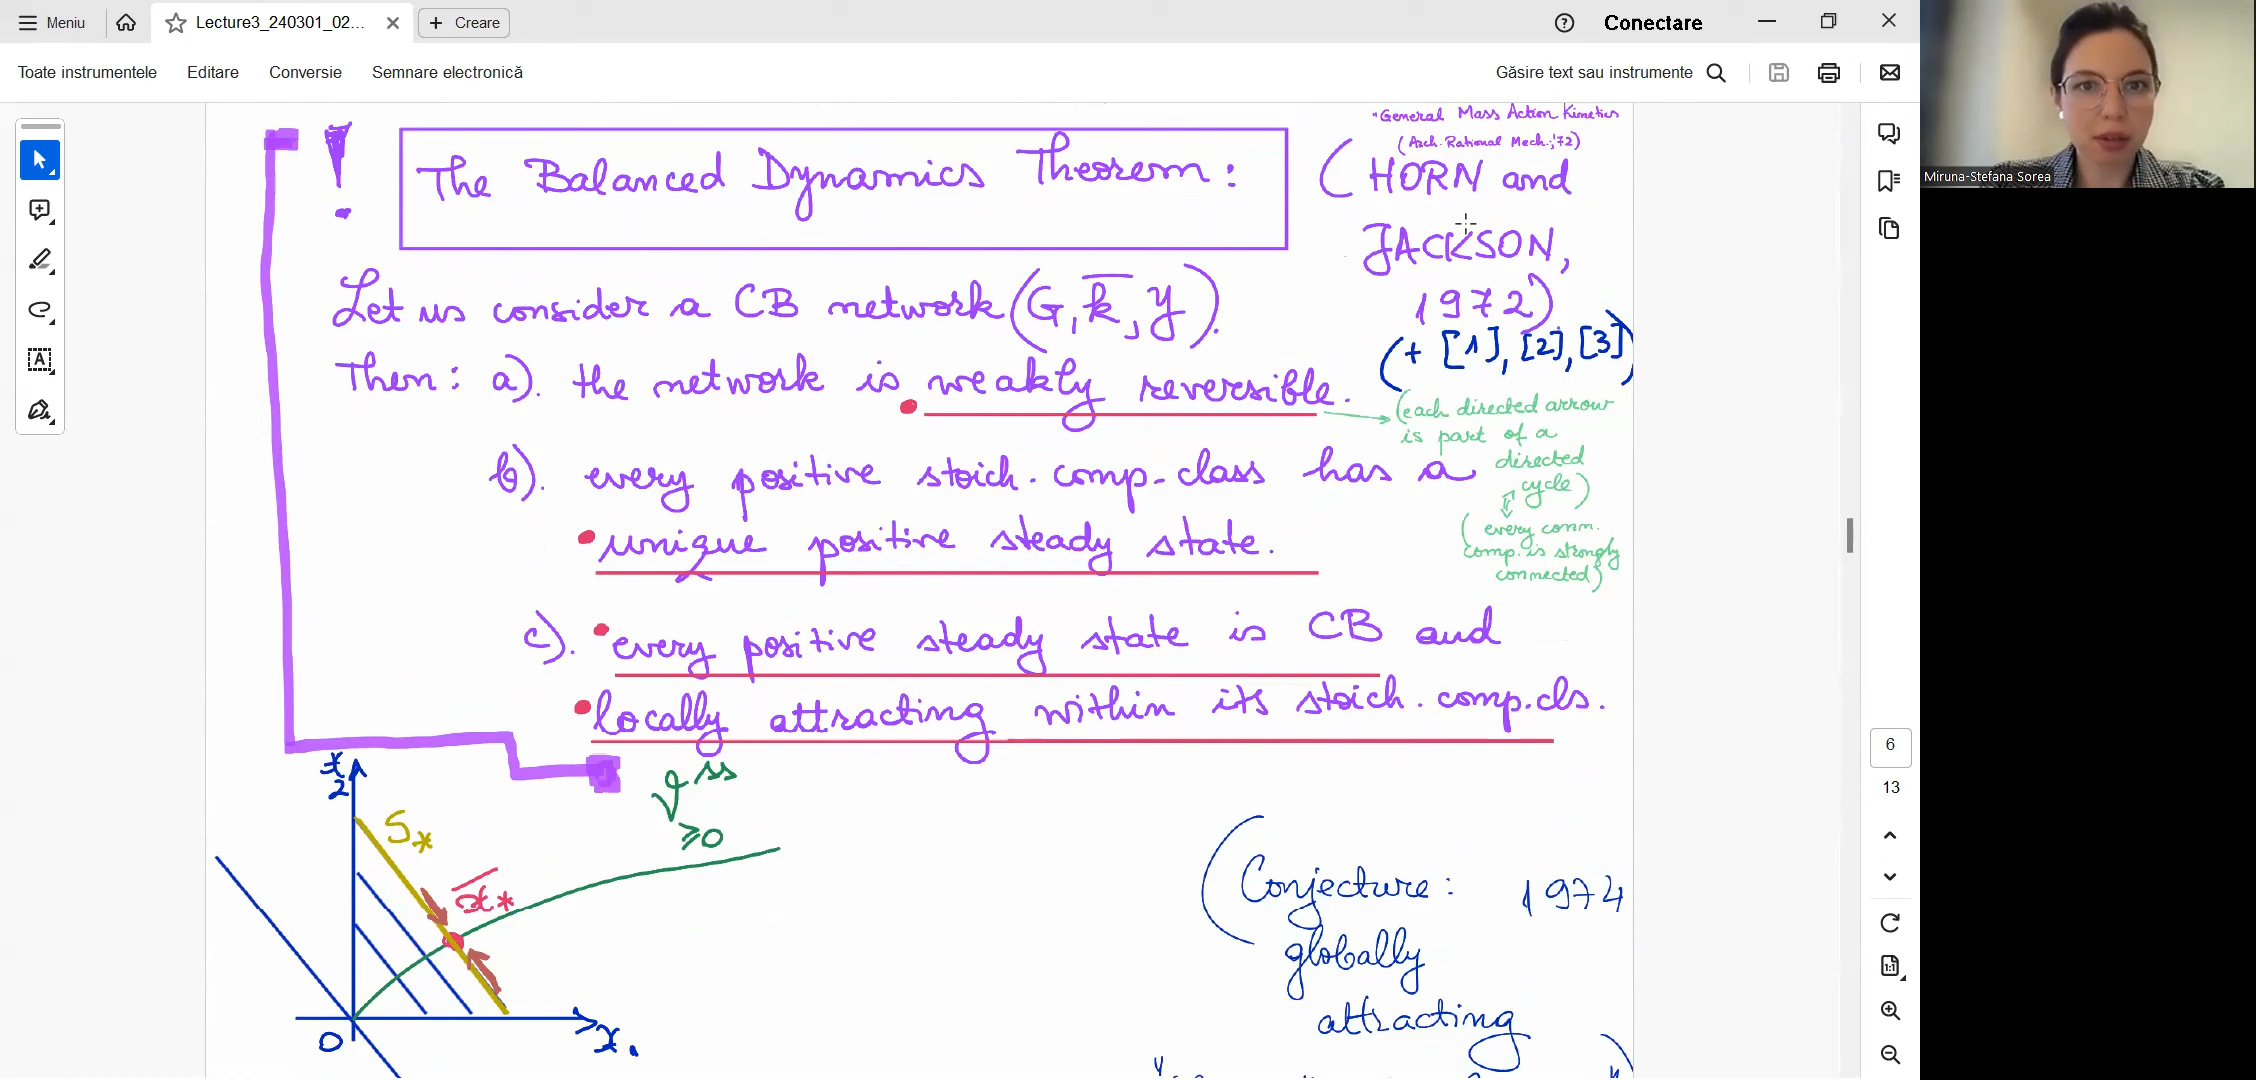 Meniu
Lecture3_240301_02...
Creare
Conectare
Toate instrumentele
Editare
Conversie
Semnare electronică
Găsire text sau instrumente
Miruna-Stefana Sorea
!
The Balanced Dynamics Theorem:
"General Mass Action Kinetics
(Arch. Rational Mech.,'72)
(HORN and
JACKSON,
1972)
(+ [1], [2], [3])
Let us consider a CB network (G, k, Y).
Then: a). the network is weakly reversible.
(each directed arrow
is part of a
directed
cycle)
(every conn.
comp. is strongly
connected)
b). every positive stoich. comp. class has a
unique positive steady state.
c). every positive steady state is CB and
locally attracting within its stoich. comp. cls.
x2
S*
x*
V ss ≥0
0
x1
(Conjecture: 1974
globally
attracting
6
13